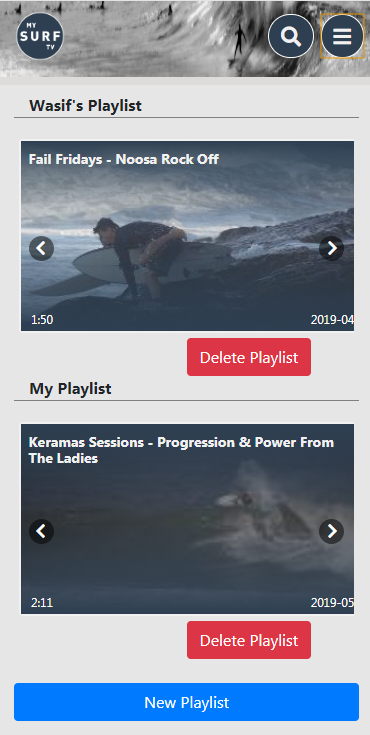 MY
SURF
TV
Wasif's Playlist
Fail Fridays - Noosa Rock Off
1:50
2019-04
Delete Playlist
My Playlist
Keramas Sessions - Progression & Power From
The Ladies
2:11
2019-05
Delete Playlist
New Playlist